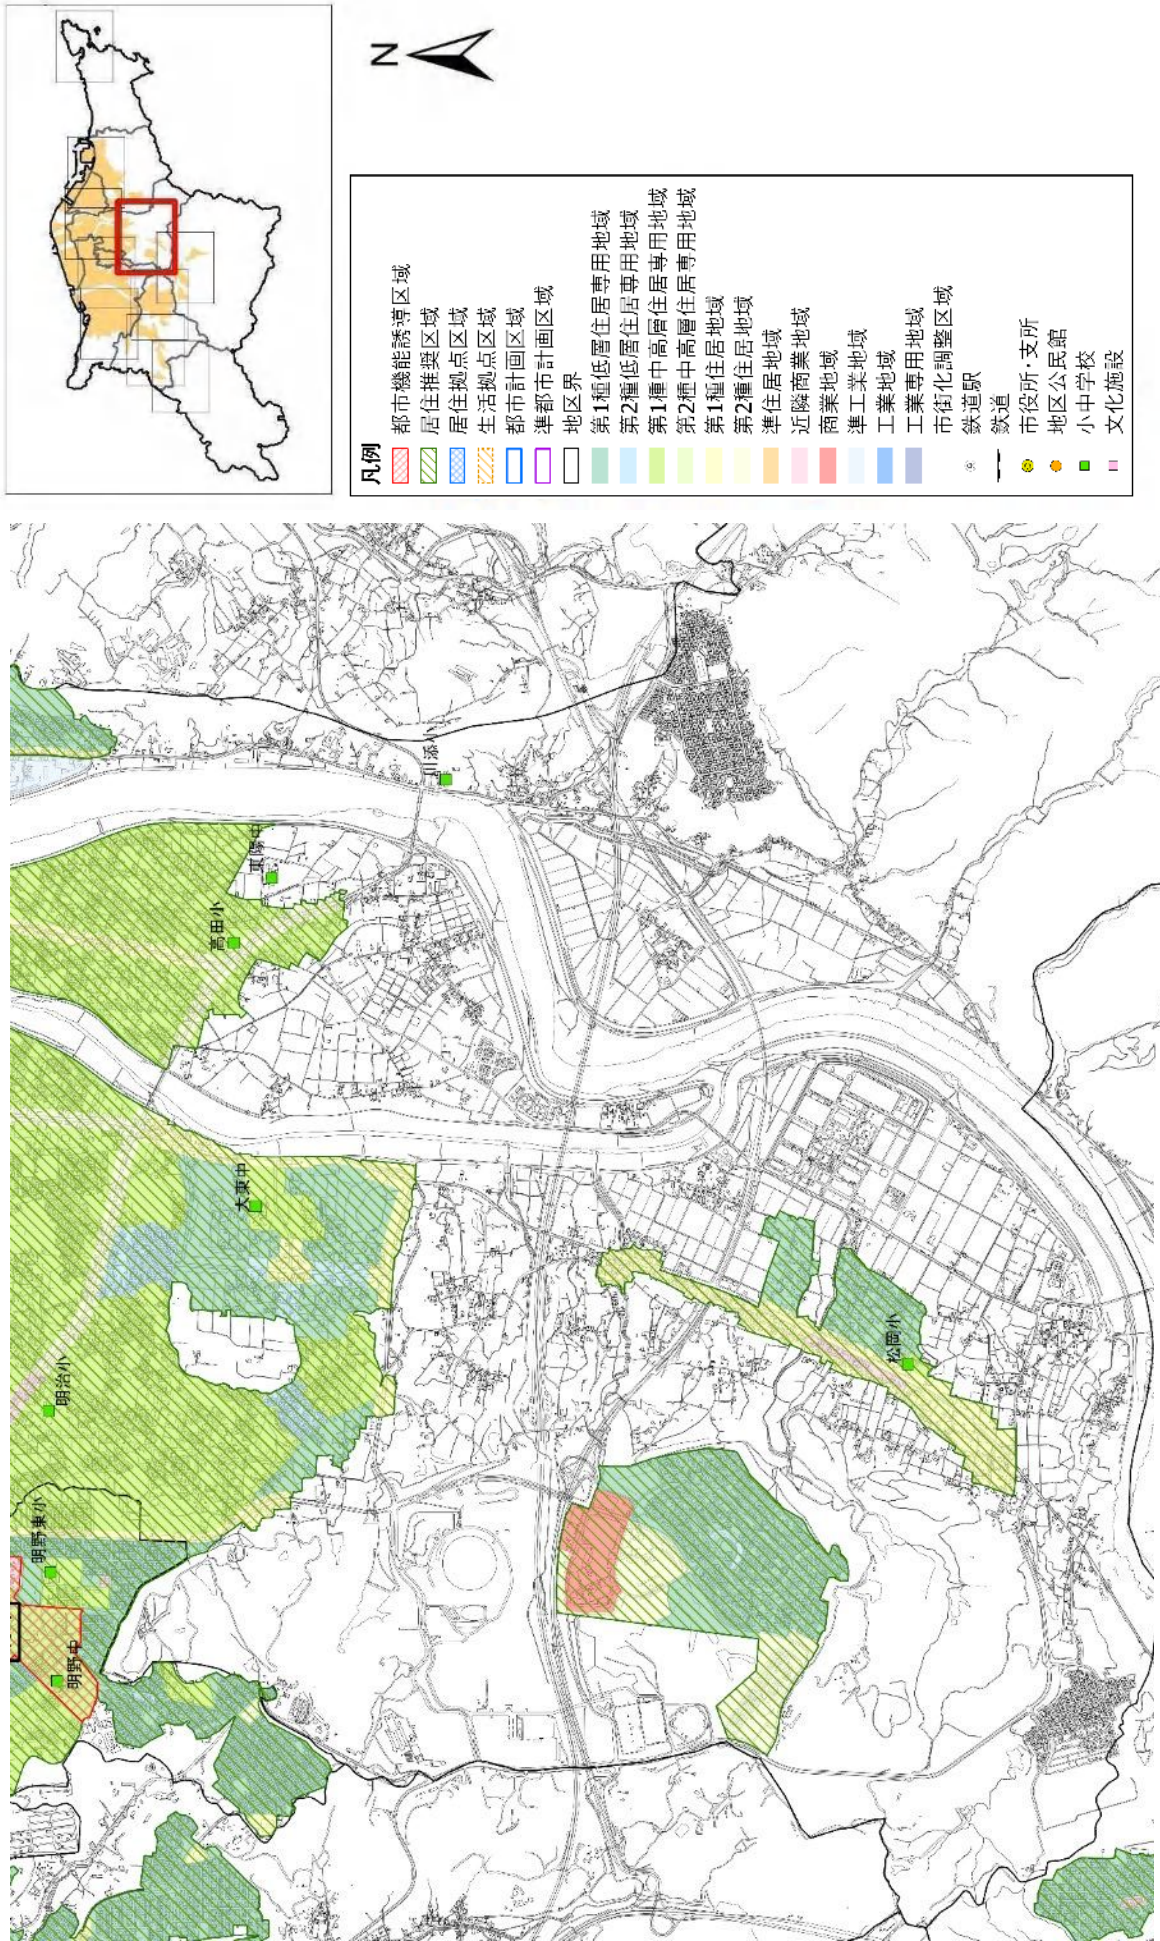 N
凡例
都市機能誘導区域
居住推奨区域
居住拠点区域
生活拠点区域
都市計画区域
準都市計画区域
地区界
第1種低層住居専用地域
第2種低層住居専用地域
第1種中高層住居専用地域
第2種中高層住居専用地域
第1種住居地域
第2種住居地域
準住居地域
近隣商業地域
商業地域
準工業地域
工業地域
工業専用地域
市街化調整区域
鉄道駅
鉄道
市役所・支所
地区公民館
小中学校
文化施設
明野中
明野東小
明治小
大東中
高田小
東陽中
川添小
松岡小